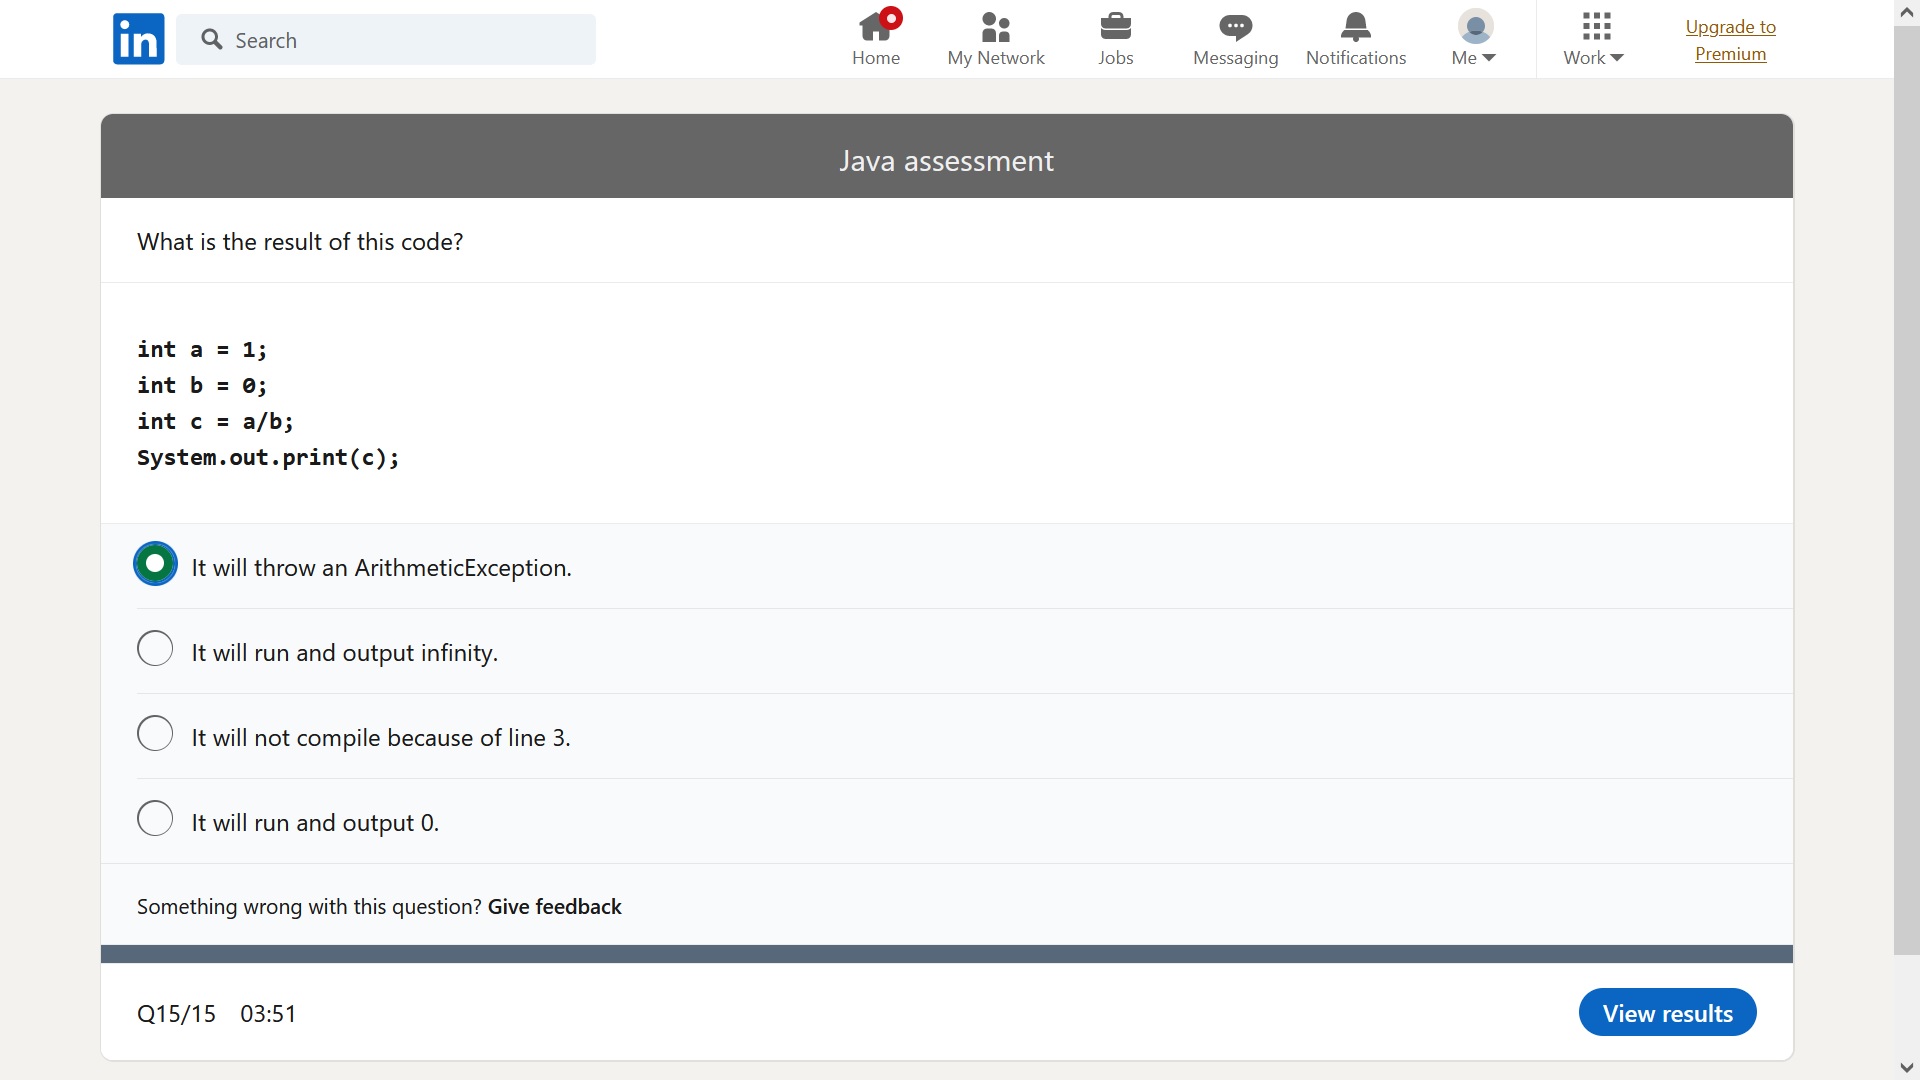 in
Search
Home
My Network
Jobs
Messaging
Notifications
Me
Work
Upgrade to
Premium
Java assessment
What is the result of this code?
int a = 1;
int b = 0;
int c = a/b;
System.out.print(c);
It will throw an ArithmeticException.
It will run and output infinity.
It will not compile because of line 3.
It will run and output 0.
Something wrong with this question? Give feedback
Q15/15 03:51
View results